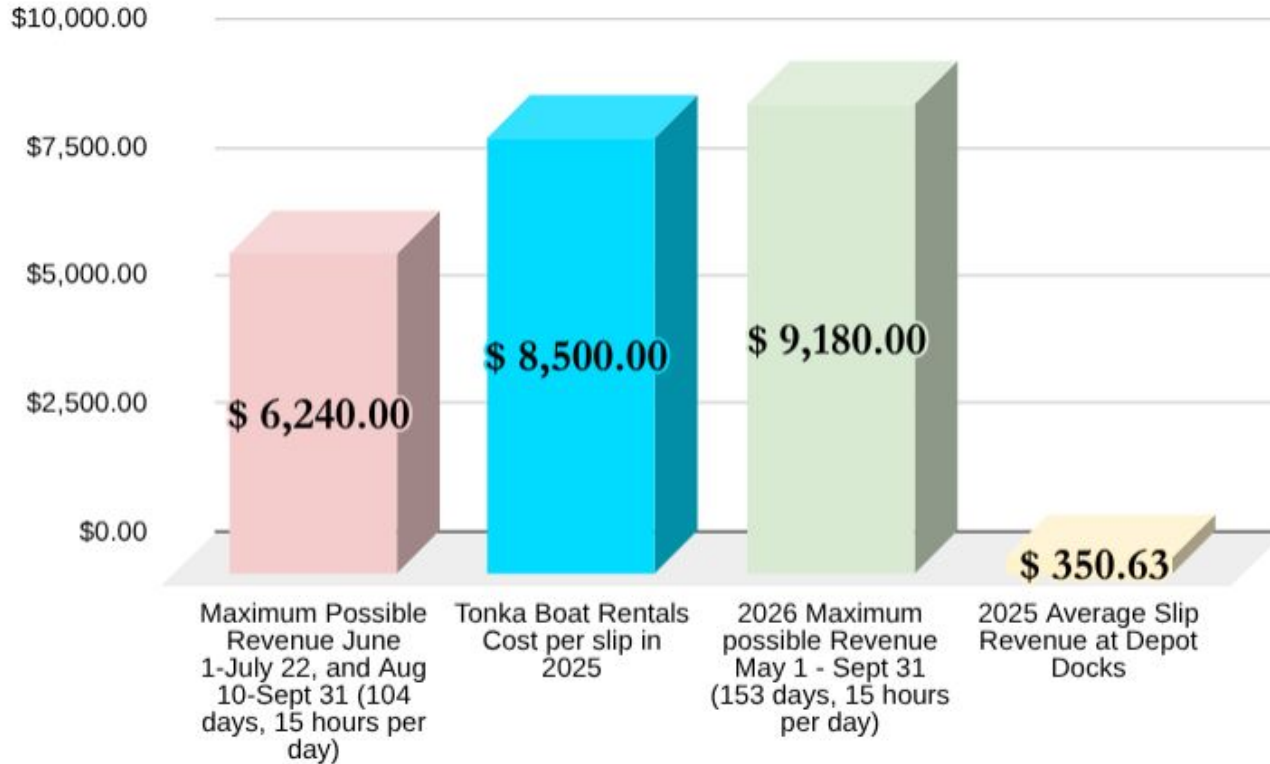 $10,000.00
$7,500.00
$5,000.00
$2,500.00
$0.00
$ 6,240.00
$ 8,500.00
$ 9,180.00
$ 350.63
Maximum Possible
Revenue June
1-July 22, and Aug
10-Sept 31 (104
days, 15 hours per
day)
Tonka Boat Rentals
Cost per slip in
2025
2026 Maximum
possible Revenue
May 1 - Sept 31
(153 days, 15 hours
per day)
2025 Average Slip
Revenue at Depot
Docks